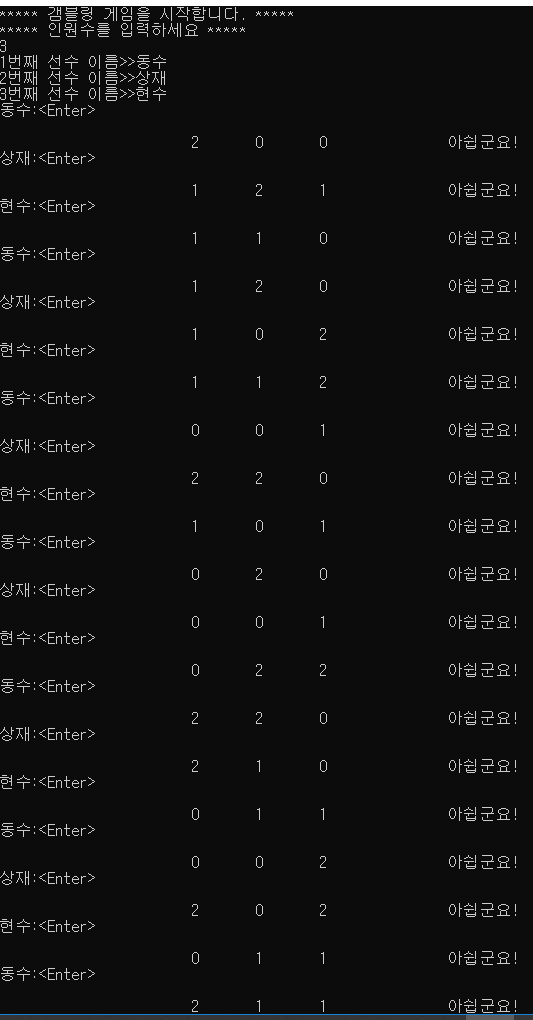 ***** 갬블링 게임을 시작합니다. *****
***** 인원수를 입력하세요 *****
3
1번째 선수 이름>>동수
2번째 선수 이름>>상재
3번째 선수 이름>>현수
동수:<Enter>
2 0 0 아쉽군요!
상재:<Enter>
1 2 1 아쉽군요!
현수:<Enter>
1 1 0 아쉽군요!
동수:<Enter>
1 2 0 아쉽군요!
상재:<Enter>
1 0 2 아쉽군요!
현수:<Enter>
1 1 2 아쉽군요!
동수:<Enter>
0 0 1 아쉽군요!
상재:<Enter>
2 2 0 아쉽군요!
현수:<Enter>
1 0 1 아쉽군요!
동수:<Enter>
0 2 0 아쉽군요!
상재:<Enter>
0 0 1 아쉽군요!
현수:<Enter>
0 2 2 아쉽군요!
동수:<Enter>
2 2 0 아쉽군요!
상재:<Enter>
2 1 0 아쉽군요!
현수:<Enter>
0 1 1 아쉽군요!
동수:<Enter>
0 0 2 아쉽군요!
상재:<Enter>
2 0 2 아쉽군요!
현수:<Enter>
0 1 1 아쉽군요!
동수:<Enter>
2 1 1 아쉽군요!